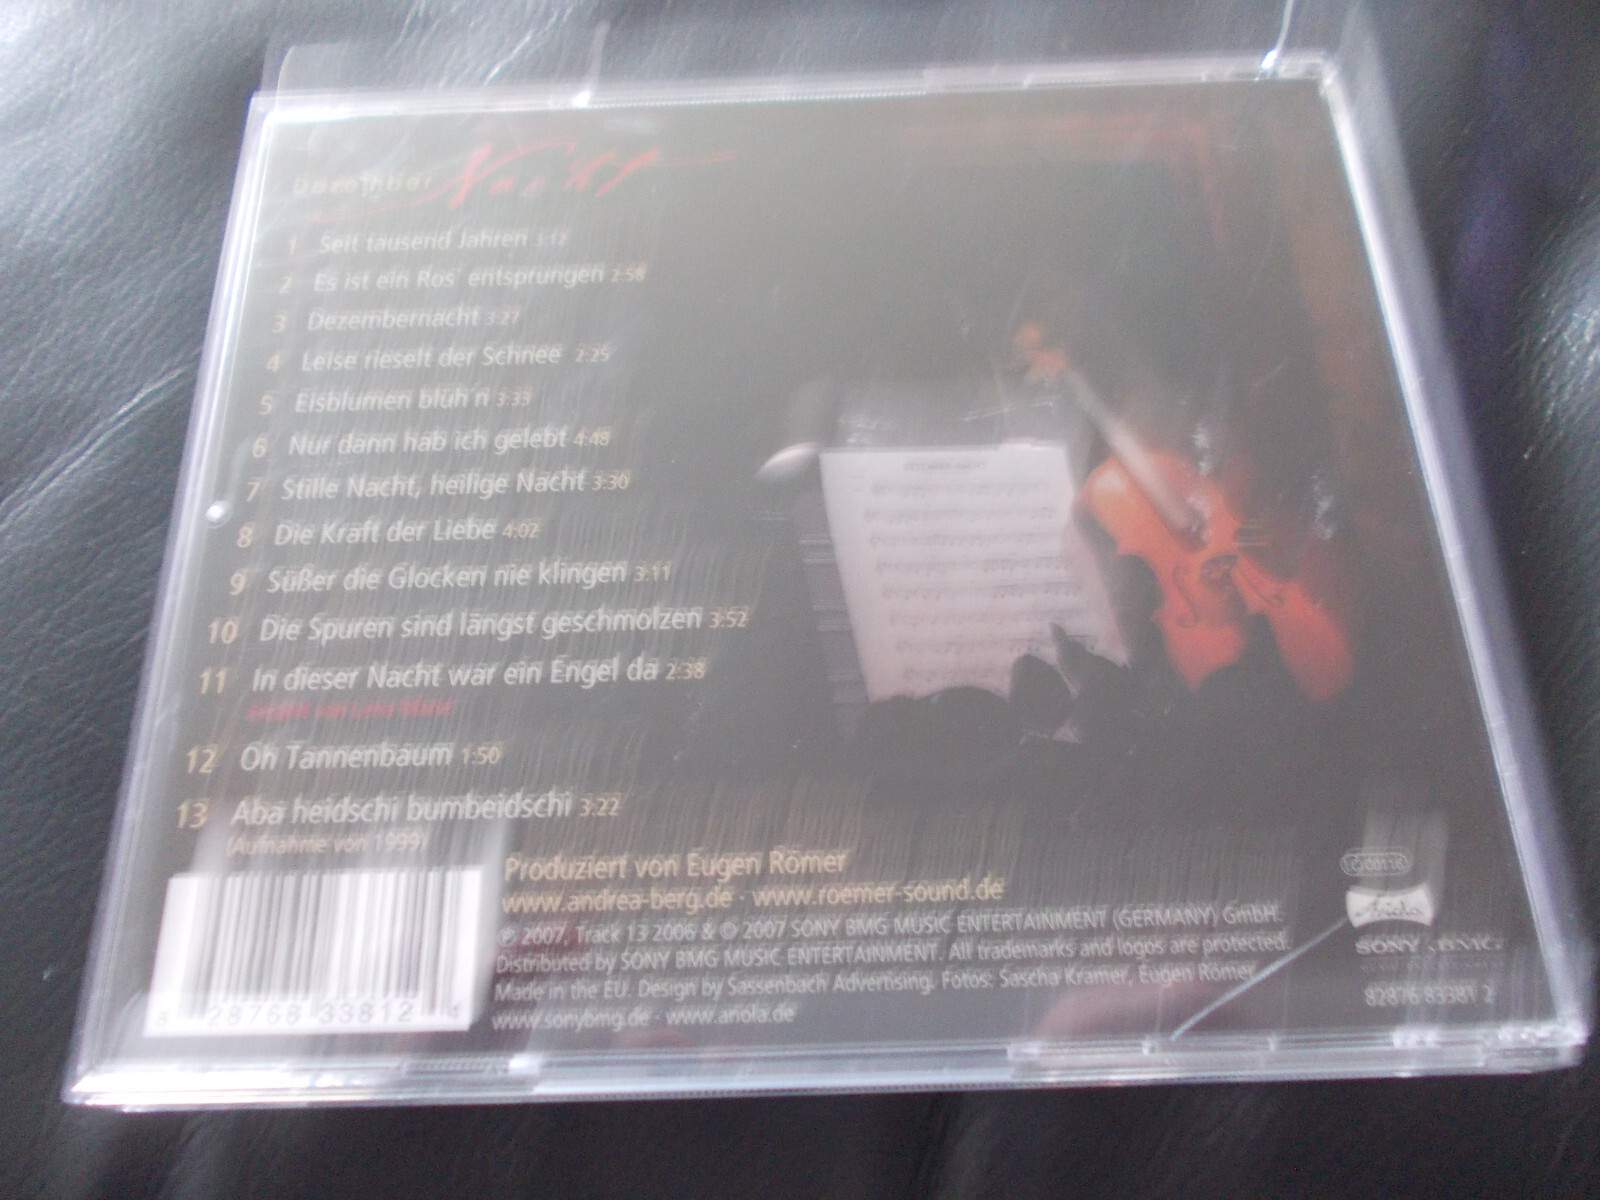 Dezember Nacht
1 Seit tausend Jahren 3:12
2 Es ist ein Ros' entsprungen 2:58
3 Dezembernacht 3:27
4 Leise rieselt der Schnee 2:25
5 Eisblumen blüh'n 3:33
6 Nur dann hab ich gelebt 4:48
7 Stille Nacht, heilige Nacht 3:30
8 Die Kraft der Liebe 4:02
9 Süßer die Glocken nie klingen 3:11
10 Die Spuren sind längst geschmolzen 3:52
11 In dieser Nacht war ein Engel da 2:38
Erzählt von Lena Maria
12 Oh Tannenbaum 1:50
13 Aba heidschi bumbeidschi 3:22
(Aufnahme von 1999)
Produziert von Eugen Römer
www.andrea-berg.de · www.roemer-sound.de
℗ 2007, Track 13 2006 & © 2007 SONY BMG MUSIC ENTERTAINMENT (GERMANY) GmbH.
Distributed by SONY BMG MUSIC ENTERTAINMENT. All trademarks and logos are protected.
Made in the EU. Design by Sassenbach Advertising. Fotos: Sascha Kramer, Eugen Römer
www.sonybmg.de · www.ariola.de
8 28768 33812 4
Ariola
SONY BMG
82876 83381 2